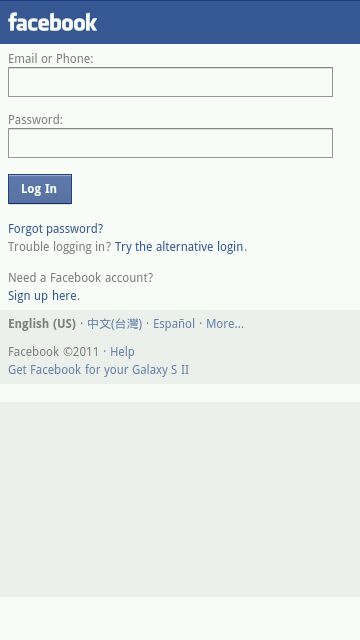 facebook
Email or Phone:
Password:
Log In
Forgot password?
Trouble logging in? Try the alternative login.
Need a Facebook account?
Sign up here.
English (US) · 中文(台灣) · Español · More...
Facebook ©2011 · Help
Get Facebook for your Galaxy S II